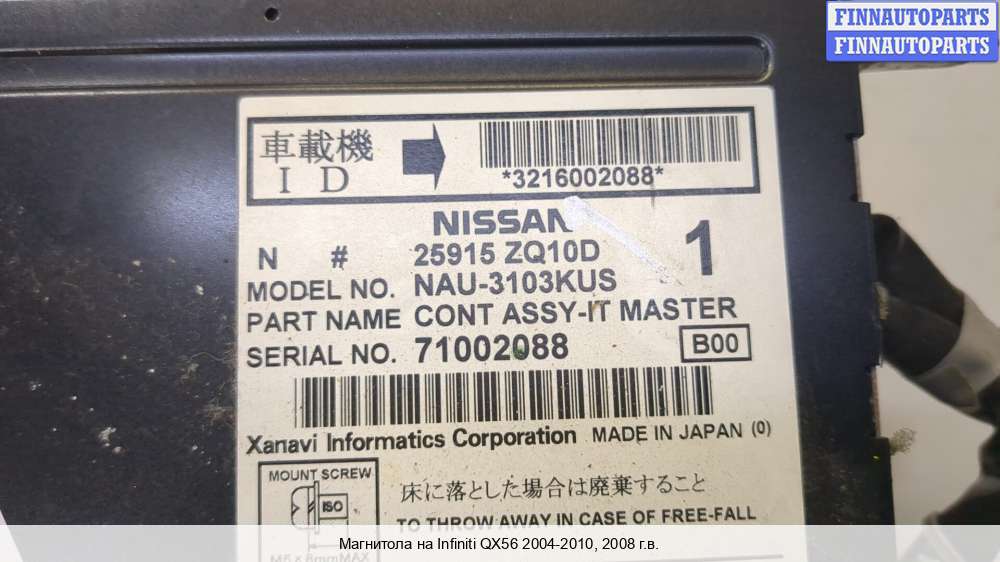 FINNAUTOPARTS
FINNAUTOPARTS
車載機
I D
*3216002088*
NISSAN
1
N # 25915 ZQ10D
MODEL NO. NAU-3103KUS
PART NAME CONT ASSY-IT MASTER
SERIAL NO. 71002088
B00
Xanavi Informatics Corporation MADE IN JAPAN (0)
MOUNT SCREW
ISO
M5×8mmMAX
床に落とした場合は廃棄すること
TO THROW AWAY IN CASE OF FREE-FALL
Магнитола на Infiniti QX56 2004-2010, 2008 г.в.